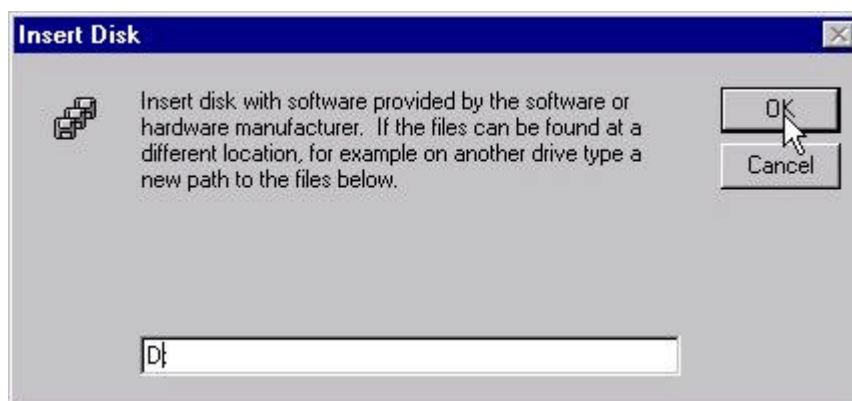 Insert Disk
Insert disk with software provided by the software or
hardware manufacturer. If the files can be found at a
different location, for example on another drive type a
new path to the files below.
OK
Cancel
D: